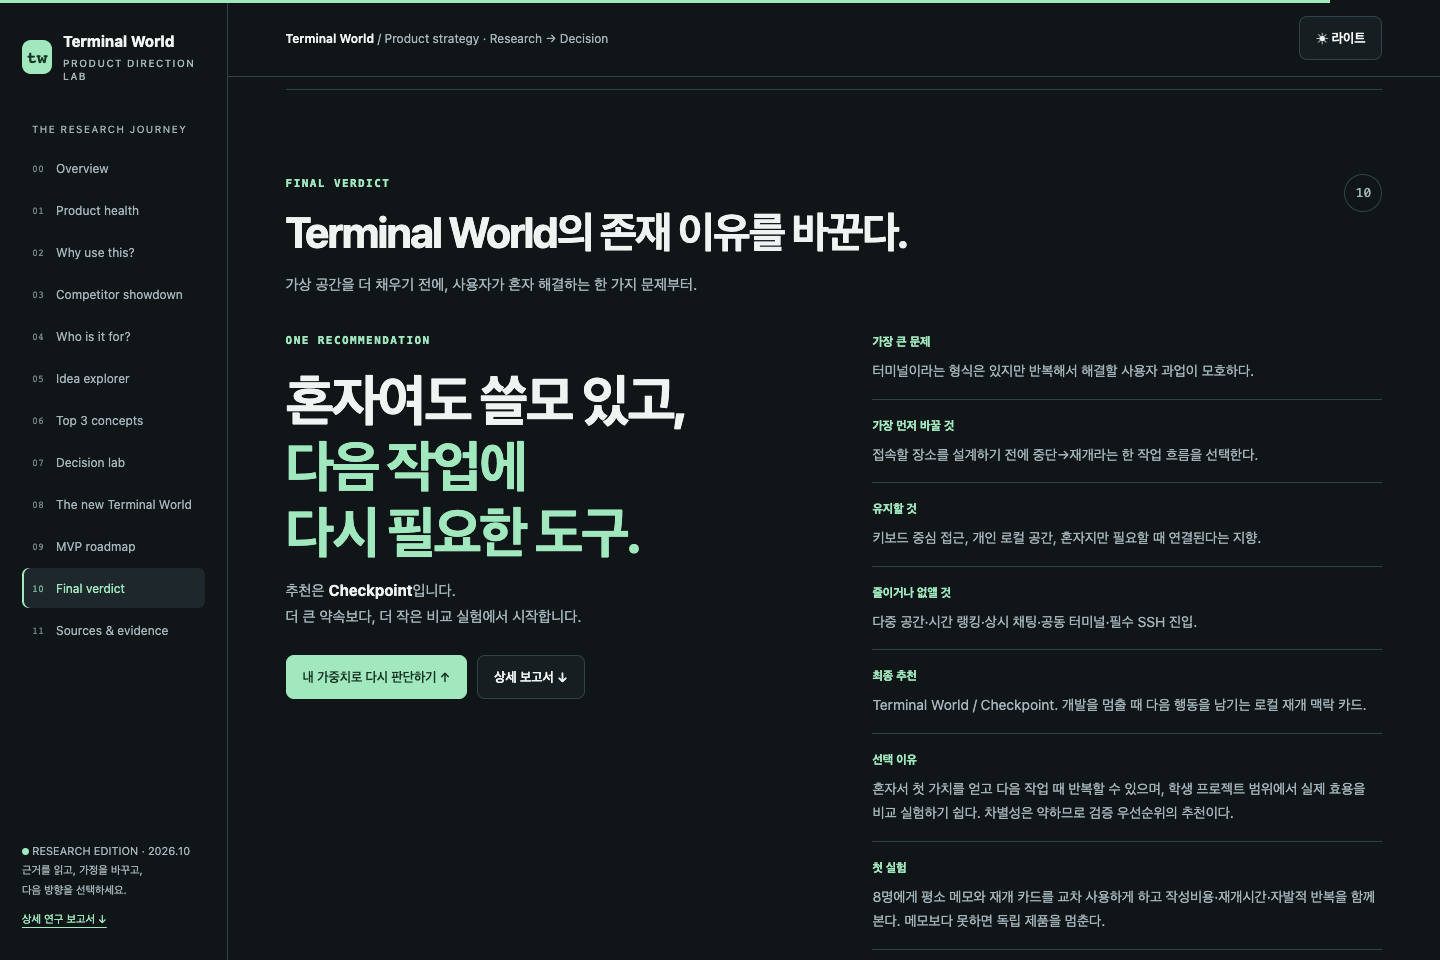 tw
Terminal World
PRODUCT DIRECTION
LAB
THE RESEARCH JOURNEY
00 Overview
01 Product health
02 Why use this?
03 Competitor showdown
04 Who is it for?
05 Idea explorer
06 Top 3 concepts
07 Decision lab
08 The new Terminal World
09 MVP roadmap
10 Final verdict
11 Sources & evidence
RESEARCH EDITION · 2026.10
근거를 읽고, 가정을 바꾸고,
다음 방향을 선택하세요.
상세 연구 보고서 ↓
Terminal World / Product strategy · Research → Decision
☀ 라이트
FINAL VERDICT
10
Terminal World의 존재 이유를 바꾼다.
가상 공간을 더 채우기 전에, 사용자가 혼자 해결하는 한 가지 문제부터.
ONE RECOMMENDATION
혼자여도 쓸모 있고,
다음 작업에
다시 필요한 도구.
추천은 Checkpoint입니다.
더 큰 약속보다, 더 작은 비교 실험에서 시작합니다.
내 가중치로 다시 판단하기 ↑
상세 보고서 ↓
가장 큰 문제
터미널이라는 형식은 있지만 반복해서 해결할 사용자 과업이 모호하다.
가장 먼저 바꿀 것
접속할 장소를 설계하기 전에 중단→재개라는 한 작업 흐름을 선택한다.
유지할 것
키보드 중심 접근, 개인 로컬 공간, 혼자지만 필요할 때 연결된다는 지향.
줄이거나 없앨 것
다중 공간·시간 랭킹·상시 채팅·공동 터미널·필수 SSH 진입.
최종 추천
Terminal World / Checkpoint. 개발을 멈출 때 다음 행동을 남기는 로컬 재개 맥락 카드.
선택 이유
혼자서 첫 가치를 얻고 다음 작업 때 반복할 수 있으며, 학생 프로젝트 범위에서 실제 효용을
비교 실험하기 쉽다. 차별성은 약하므로 검증 우선순위의 추천이다.
첫 실험
8명에게 평소 메모와 재개 카드를 교차 사용하게 하고 작성비용·재개시간·자발적 반복을 함께
본다. 메모보다 못하면 독립 제품을 멈춘다.